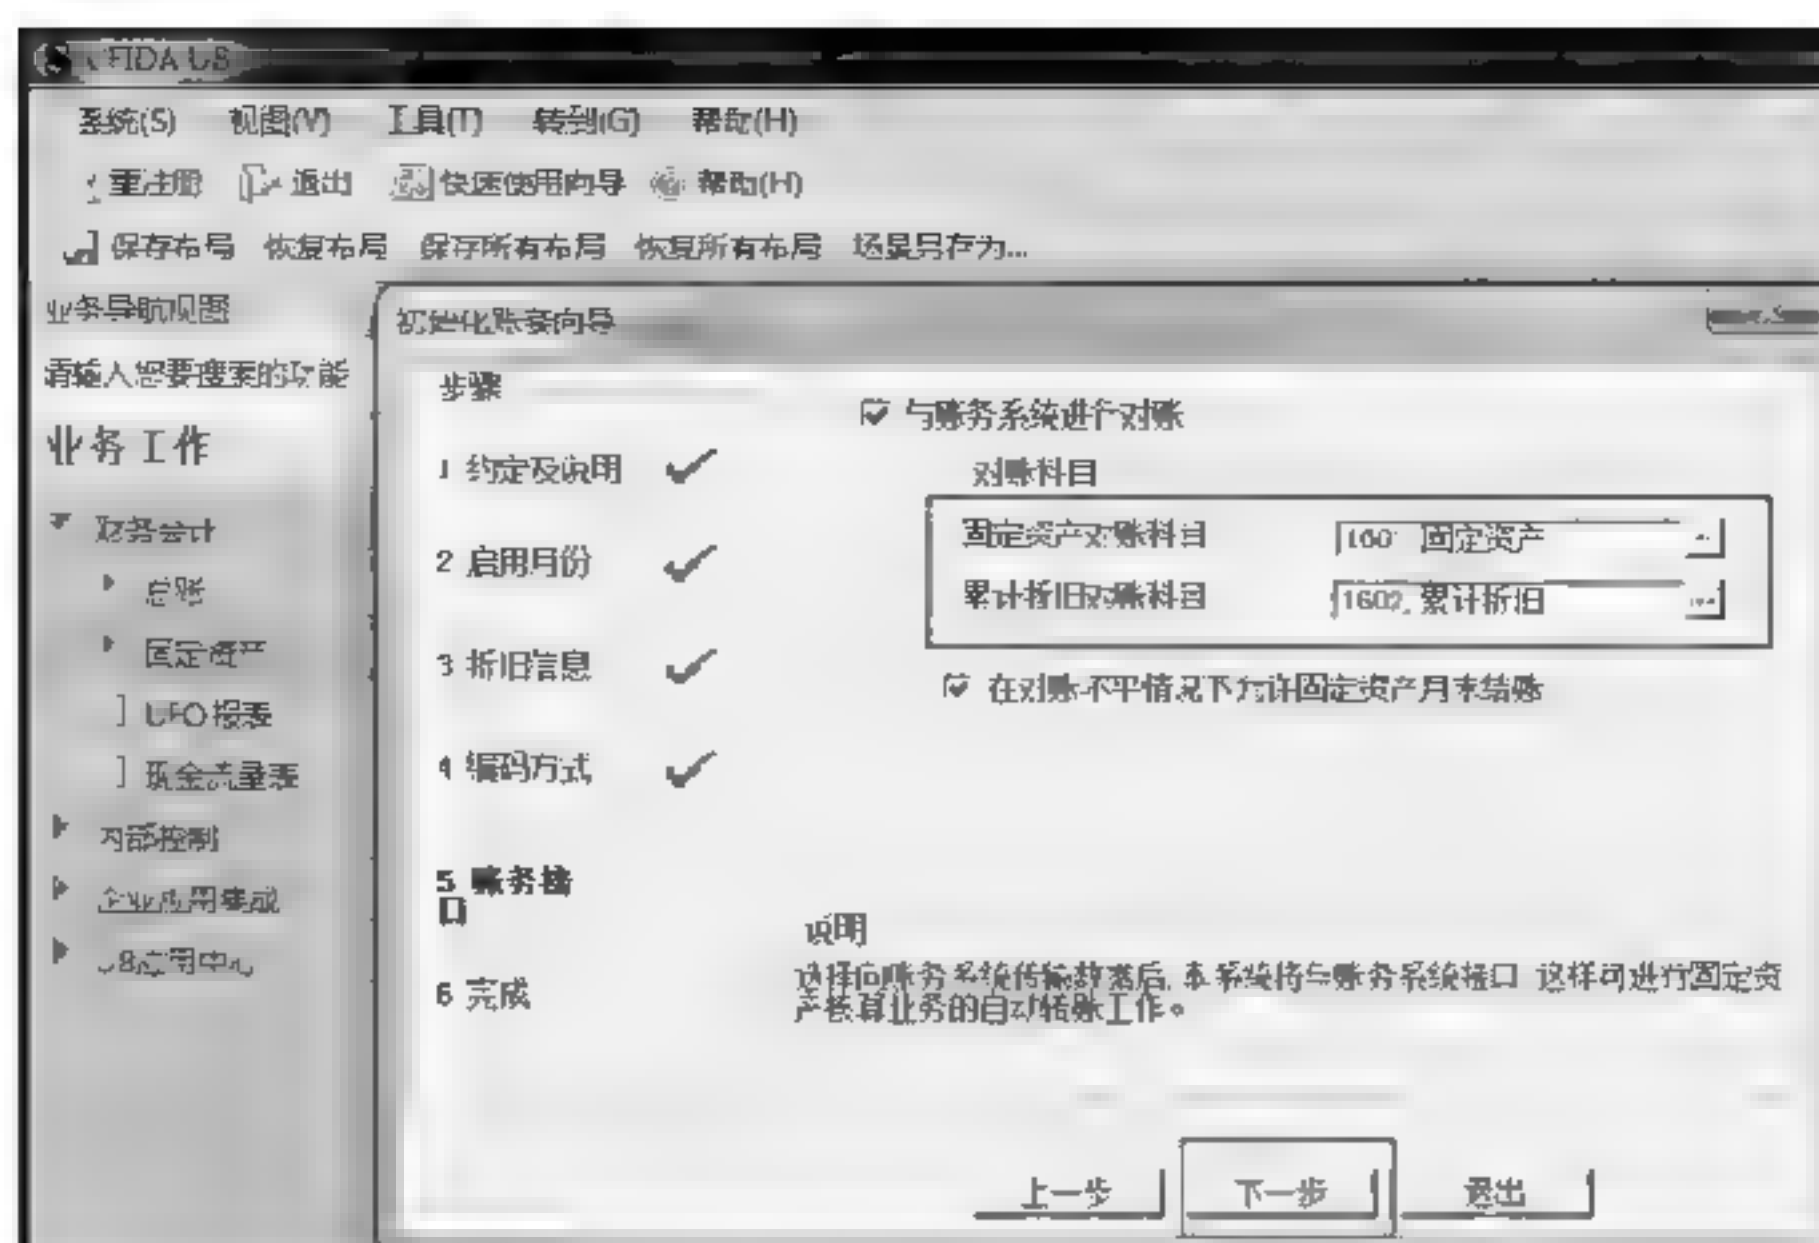 UFIDA U8
系统(S) 视图(V) 工具(T) 转到(G) 帮助(H)
重注册 退出 快速使用向导 帮助(H)
保存布局 恢复布局 保存所有布局 恢复所有布局 场景另存为...
业务导航视图
请输入您要搜索的功能
业务工作
财务会计
总账
固定资产
UFO报表
现金流量表
内部控制
企业应用集成
U8应用中心
初始化账套向导
步骤
1 约定及说明
2 启用月份
3 折旧信息
4 编码方式
5 账务接
口
6 完成
与账务系统进行对账
对账科目
固定资产对账科目 1601, 固定资产
累计折旧对账科目 1602, 累计折旧
在对账不平情况下允许固定资产月末结账
说明
选择向账务系统传输数据后, 本系统将与账务系统接口 这样可进行固定资
产核算业务的自动转账工作。
上一步 下一步 退出